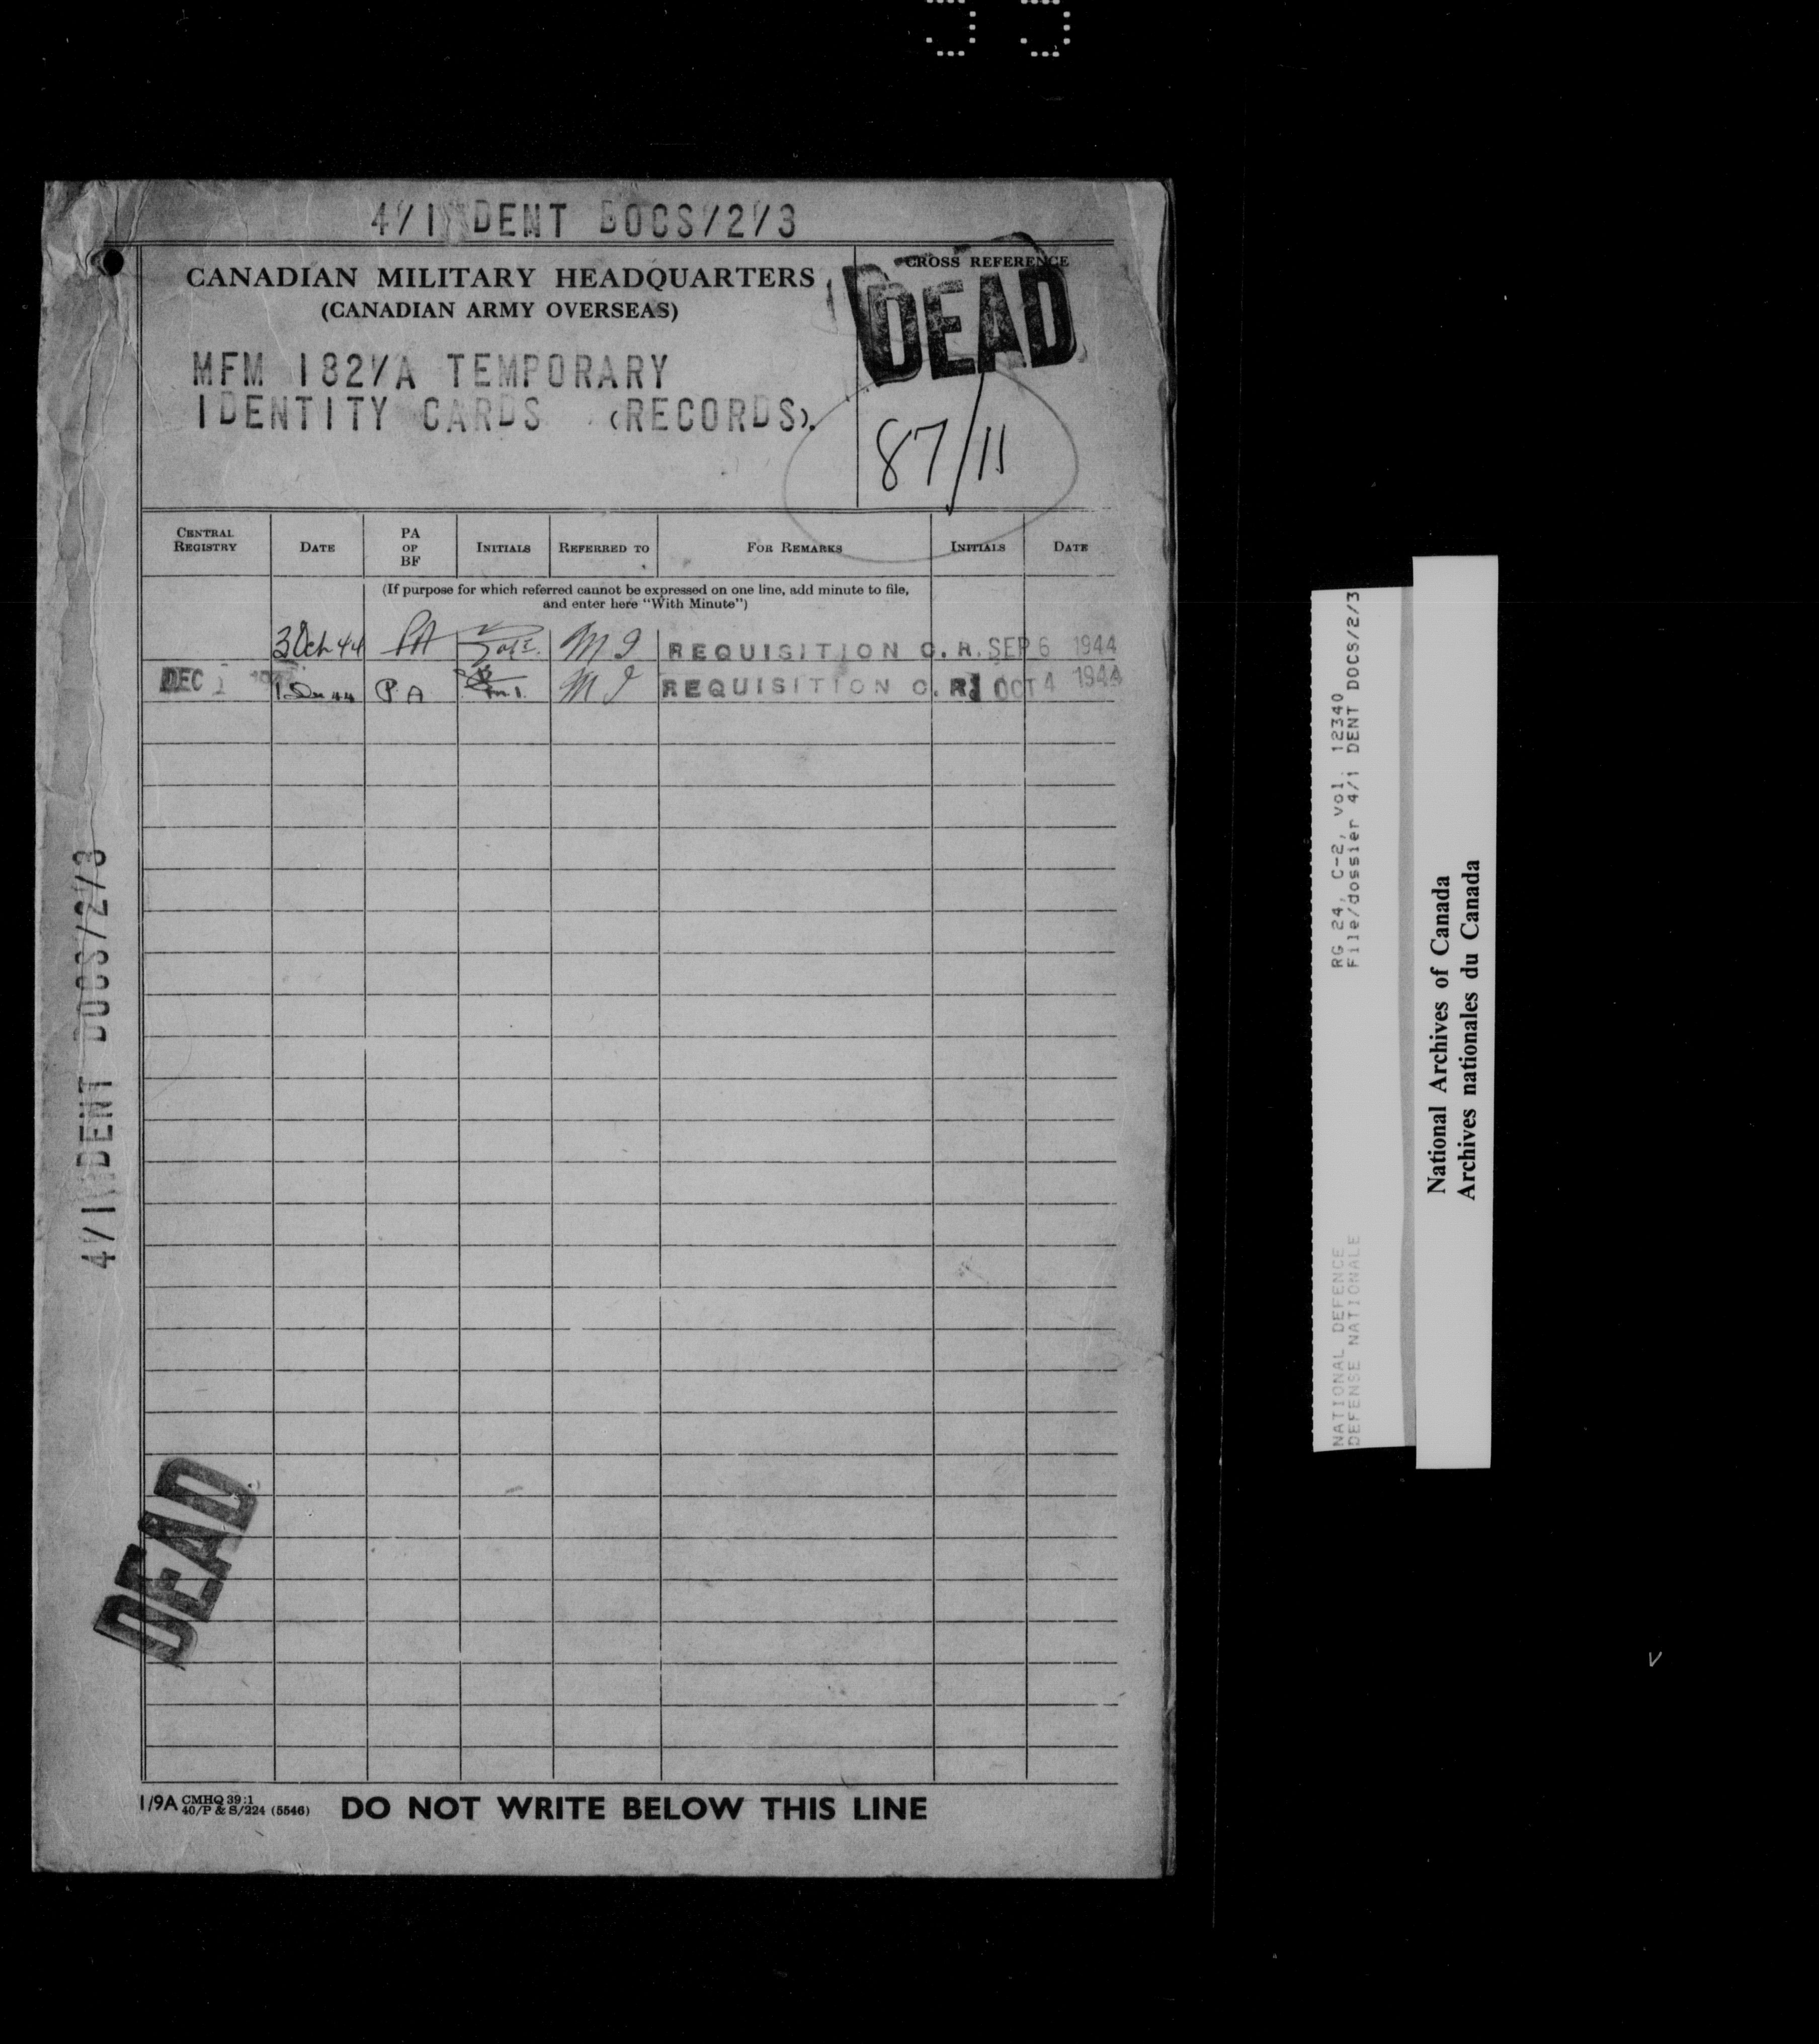 4/1 DENT DOCS/2/3
CANADIAN MILITARY HEADQUARTERS
(CANADIAN ARMY OVERSEAS)
MFM 182/A TEMPORARY
IDENTITY CARDS (RECORDS).
CROSS REFERENCE
DEAD
87/11
CENTRAL REGISTRY DATE PA OR BF INITIALS REFERRED TO FOR REMARKS INITIALS DATE
(If purpose for which referred cannot be expressed on one line, add minute to file,
and enter here "With Minute")
3 Oct 44 PA MI REQUISITION C.R. SEP 6 1944
DEC 1 1 Dec 44 PA MI REQUISITION C.R. OCT 4 1944
4/1 DENT DOCS/2/3
DEAD
1/9A CMHQ 39:1
40/P & S/224 (5546)
DO NOT WRITE BELOW THIS LINE
NATIONAL DEFENCE RG 24, C-2, vol. 12340
DEFENSE NATIONALE File/dossier 4/1 DENT DOCS/2/3
National Archives of Canada
Archives nationales du Canada